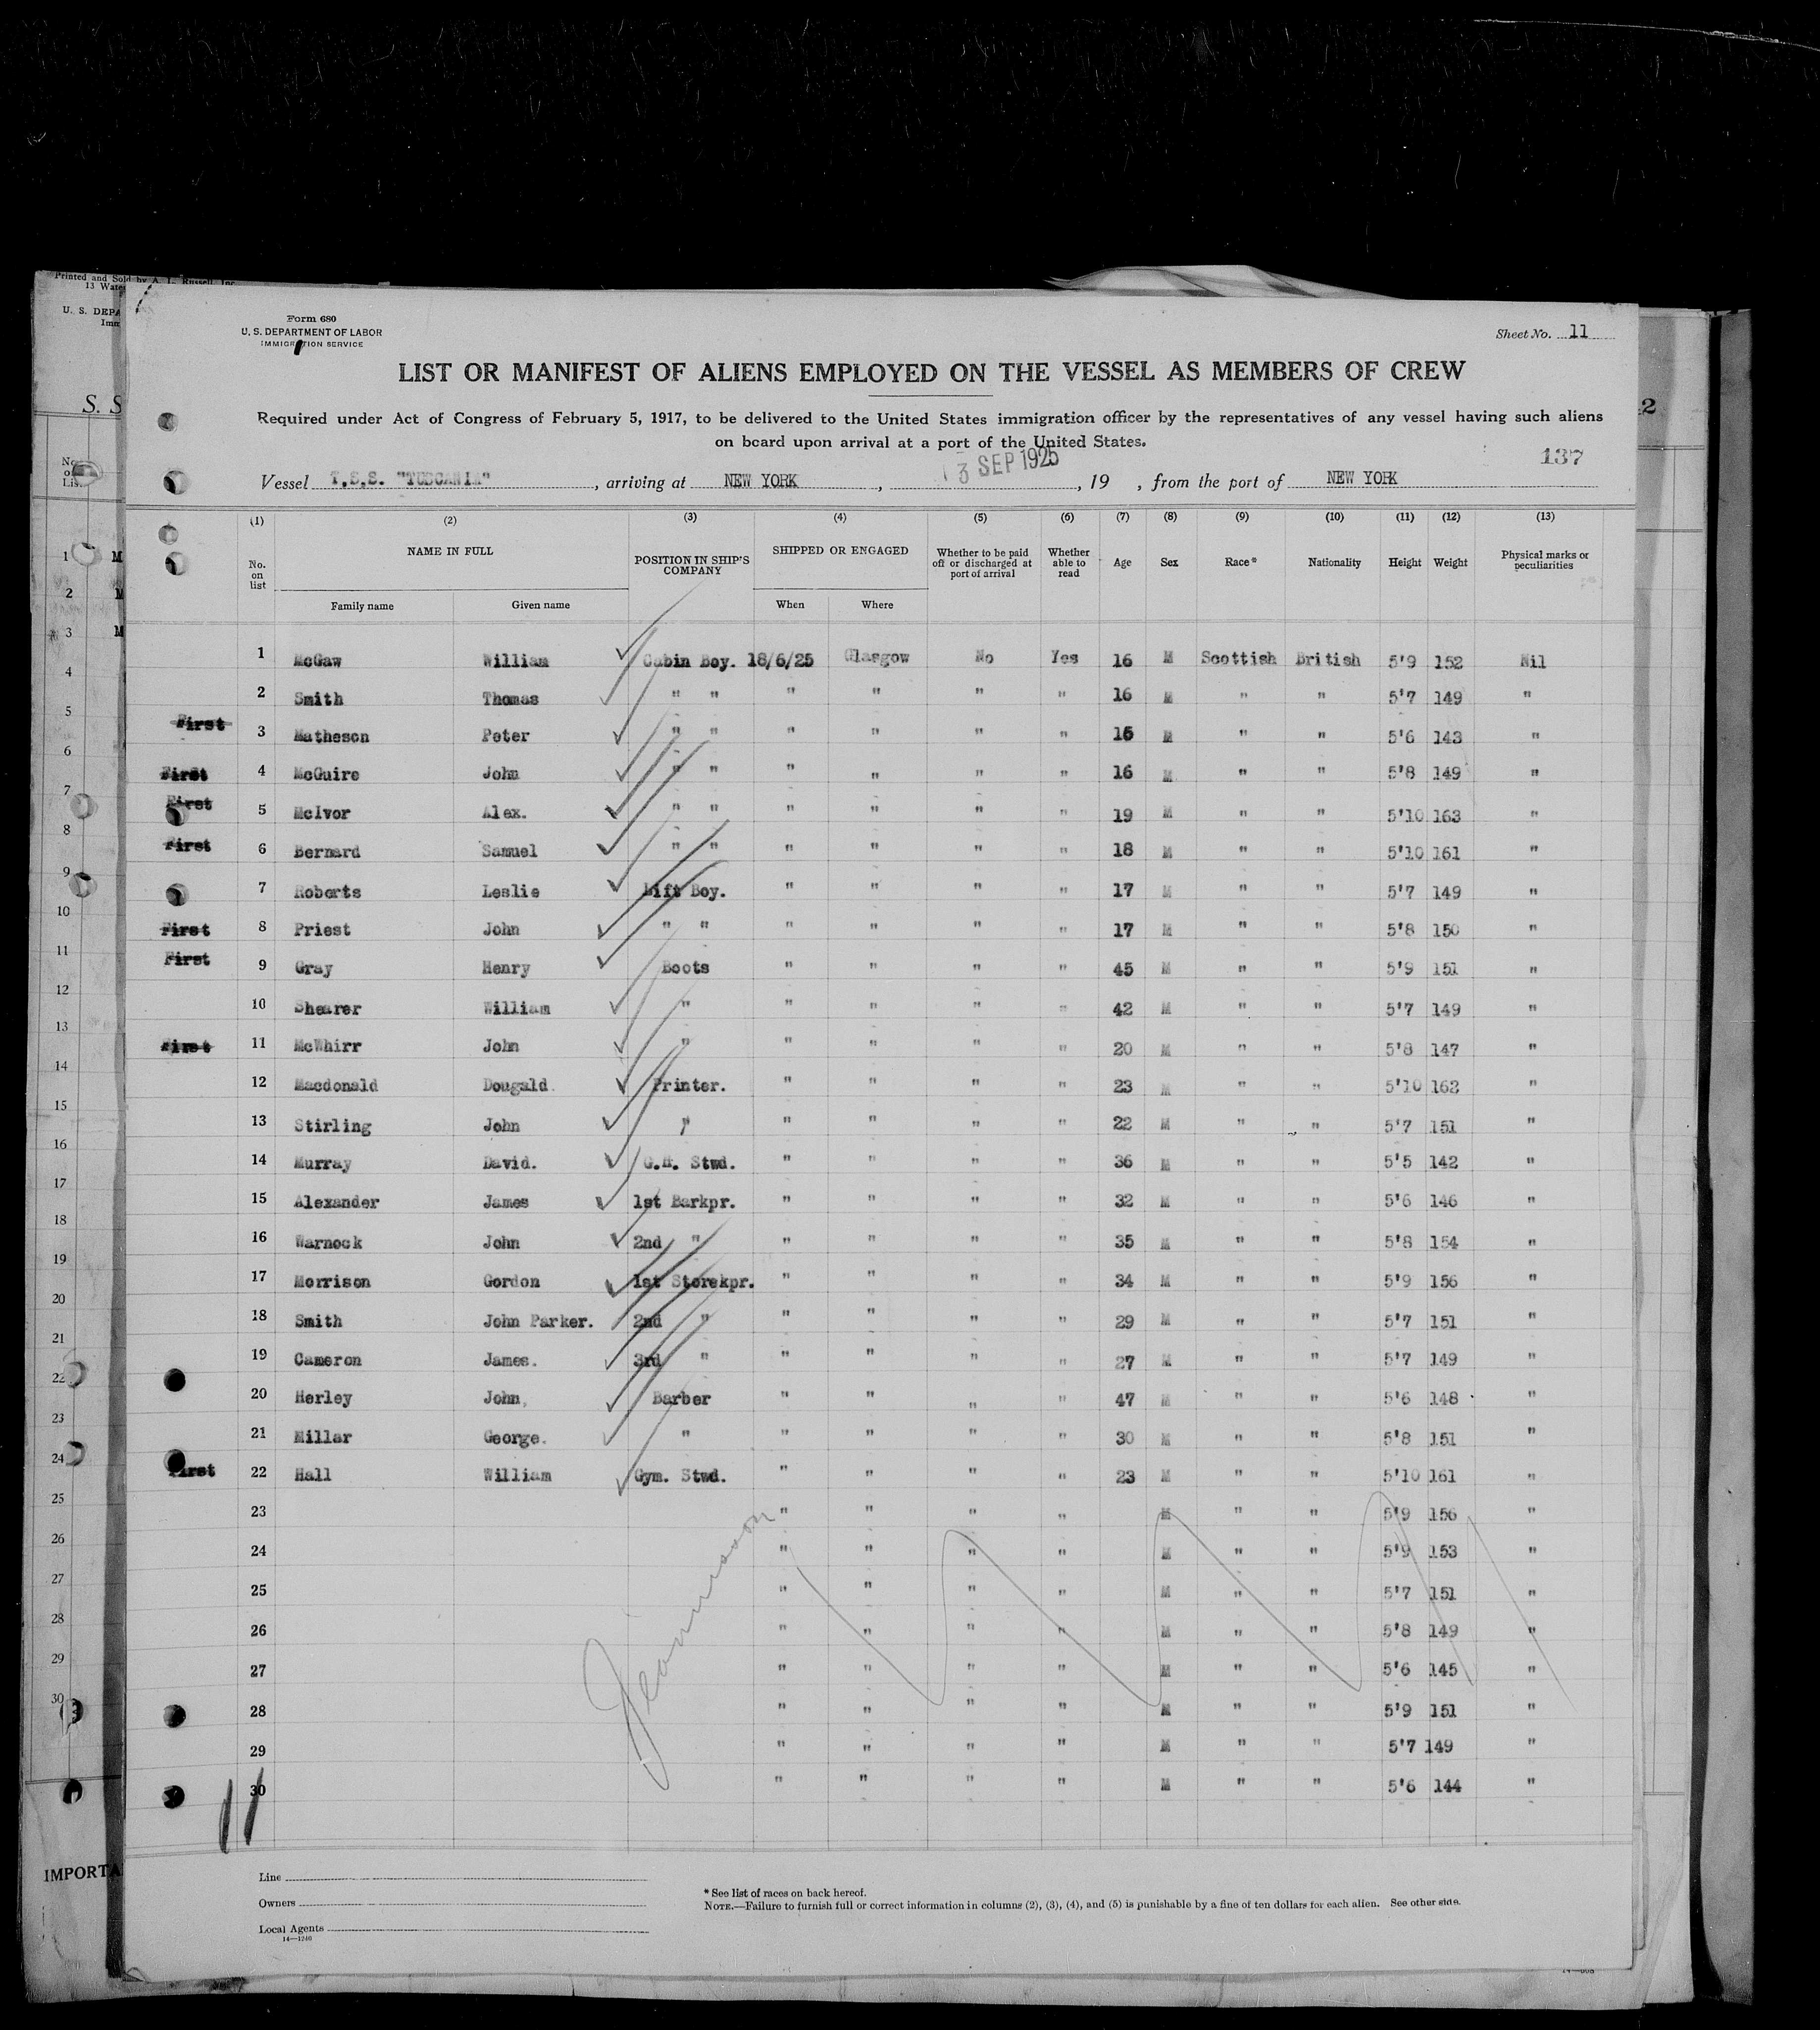 Printed and Sold by A. L. Russell, Inc.
13 Wate
U. S. DEPA
Imm
S. S
IMPORTA
Form 680
U. S. DEPARTMENT OF LABOR
IMMIGRATION SERVICE
Sheet No. 11
LIST OR MANIFEST OF ALIENS EMPLOYED ON THE VESSEL AS MEMBERS OF CREW
Required under Act of Congress of February 5, 1917, to be delivered to the United States immigration officer by the representatives of any vessel having such aliens
on board upon arrival at a port of the United States.
137
Vessel T.S.S. "TUSCANIA", arriving at NEW YORK, 3 SEP 1925, 19 , from the port of NEW YORK
(1) (2) (3) (4) (5) (6) (7) (8) (9) (10) (11) (12) (13)
No. on list NAME IN FULL Family name Given name POSITION IN SHIP'S COMPANY SHIPPED OR ENGAGED When Where Whether to be paid off or discharged at port of arrival Whether able to read Age Sex Race* Nationality Height Weight Physical marks or peculiarities
1 McGaw William Cabin Boy. 18/6/25 Glasgow No Yes 16 M Scottish British 5'9 152 Nil
2 Smith Thomas " " " " " " 16 M " " 5'7 149 "
First 3 Matheson Peter " " " " " " 16 M " " 5'6 143 "
First 4 McGuire John " " " " " " 16 M " " 5'8 149 "
First 5 McIvor Alex. " " " " " " 19 M " " 5'10 163 "
First 6 Bernard Samuel " " " " " " 18 M " " 5'10 161 "
7 Roberts Leslie Lift Boy. " " " " 17 M " " 5'7 149 "
First 8 Priest John " " " " " " 17 M " " 5'8 150 "
First 9 Gray Henry Boots " " " " 45 M " " 5'9 151 "
10 Shearer William " " " " " 42 M " " 5'7 149 "
First 11 McWhirr John " " " " " 20 M " " 5'8 147 "
12 Macdonald Dougald. Printer. " " " " 23 M " " 5'10 162 "
13 Stirling John " " " " " 22 M " " 5'7 151 "
14 Murray David. G.H. Stwd. " " " " 36 M " " 5'5 142 "
15 Alexander James 1st Barkpr. " " " " 32 M " " 5'6 146 "
16 Warnock John 2nd " " " " " 35 M " " 5'8 154 "
17 Morrison Gordon 1st Storekpr. " " " " 34 M " " 5'9 156 "
18 Smith John Parker. 2nd " " " " " 29 M " " 5'7 151 "
19 Cameron James. 3rd " " " " " 27 M " " 5'7 149 "
20 Herley John, Barber " " " " 47 M " " 5'6 148 "
21 Millar George. " " " " " 30 M " " 5'8 151 "
First 22 Hall William Gym. Stwd. " " " " 23 M " " 5'10 161 "
23 " " " " M " " 5'9 156 "
24 " " " " M " " 5'9 153 "
25 " " " " M " " 5'7 151 "
26 " " " " M " " 5'8 149 "
27 " " " " M " " 5'6 145 "
28 " " " " M " " 5'9 151 "
29 " " " " M " " 5'7 149 "
30 " " " " M " " 5'6 144 "
11
Line
Owners
Local Agents
14—1240
* See list of races on back hereof.
NOTE.—Failure to furnish full or correct information in columns (2), (3), (4), and (5) is punishable by a fine of ten dollars for each alien. See other side.